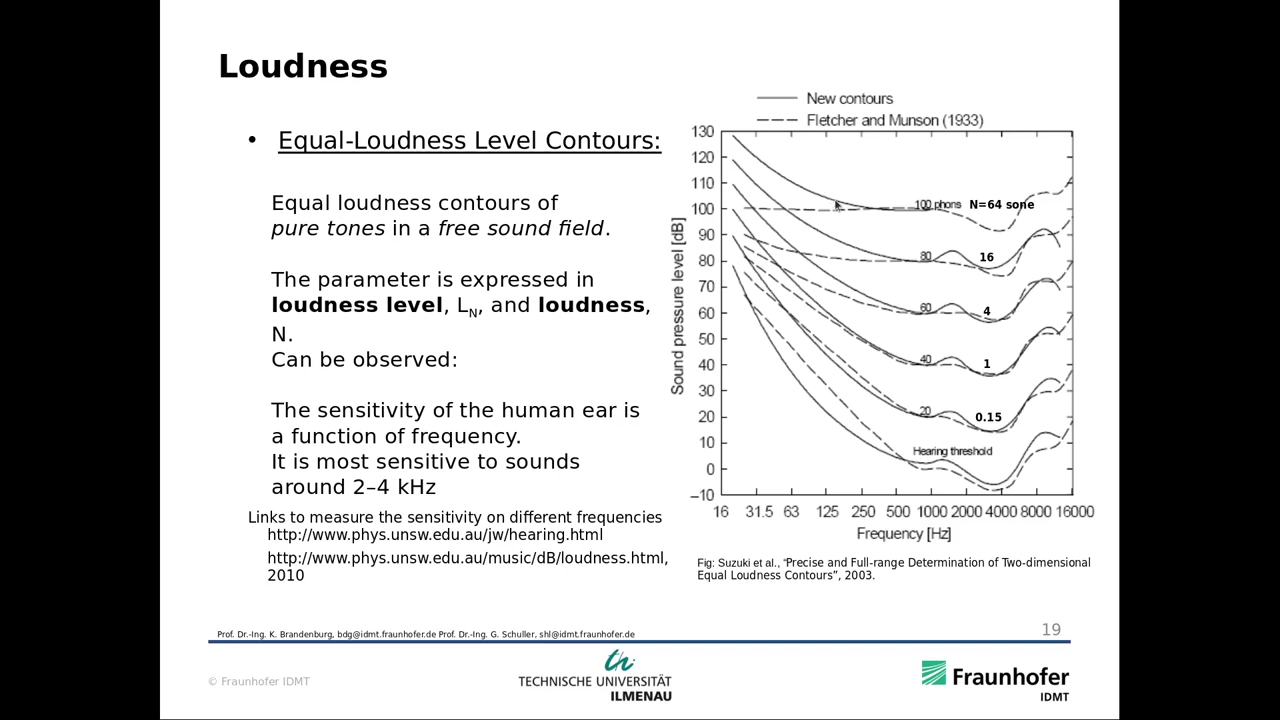 Loudness
• Equal-Loudness Level Contours:
Equal loudness contours of
pure tones in a free sound field.
The parameter is expressed in
loudness level, LN, and loudness,
N.
Can be observed:
The sensitivity of the human ear is
a function of frequency.
It is most sensitive to sounds
around 2–4 kHz
Links to measure the sensitivity on different frequencies
http://www.phys.unsw.edu.au/jw/hearing.html
http://www.phys.unsw.edu.au/music/dB/loudness.html,
2010
New contours
Fletcher and Munson (1933)
Sound pressure level [dB]
130
120
110
100
90
80
70
60
50
40
30
20
10
0
–10
100 phons N=64 sone
80 16
60 4
40 1
20 0.15
Hearing threshold
16 31.5 63 125 250 500 1000 2000 4000 8000 16000
Frequency [Hz]
Fig: Suzuki et al., "Precise and Full-range Determination of Two-dimensional
Equal Loudness Contours", 2003.
Prof. Dr.-Ing. K. Brandenburg, bdg@idmt.fraunhofer.de Prof. Dr.-Ing. G. Schuller, shl@idmt.fraunhofer.de
19
© Fraunhofer IDMT
th
TECHNISCHE UNIVERSITÄT
ILMENAU
Fraunhofer
IDMT